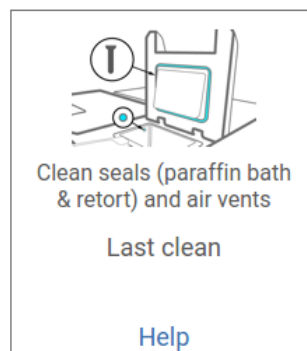 Clean seals (paraffin bath
& retort) and air vents
Last clean
Help